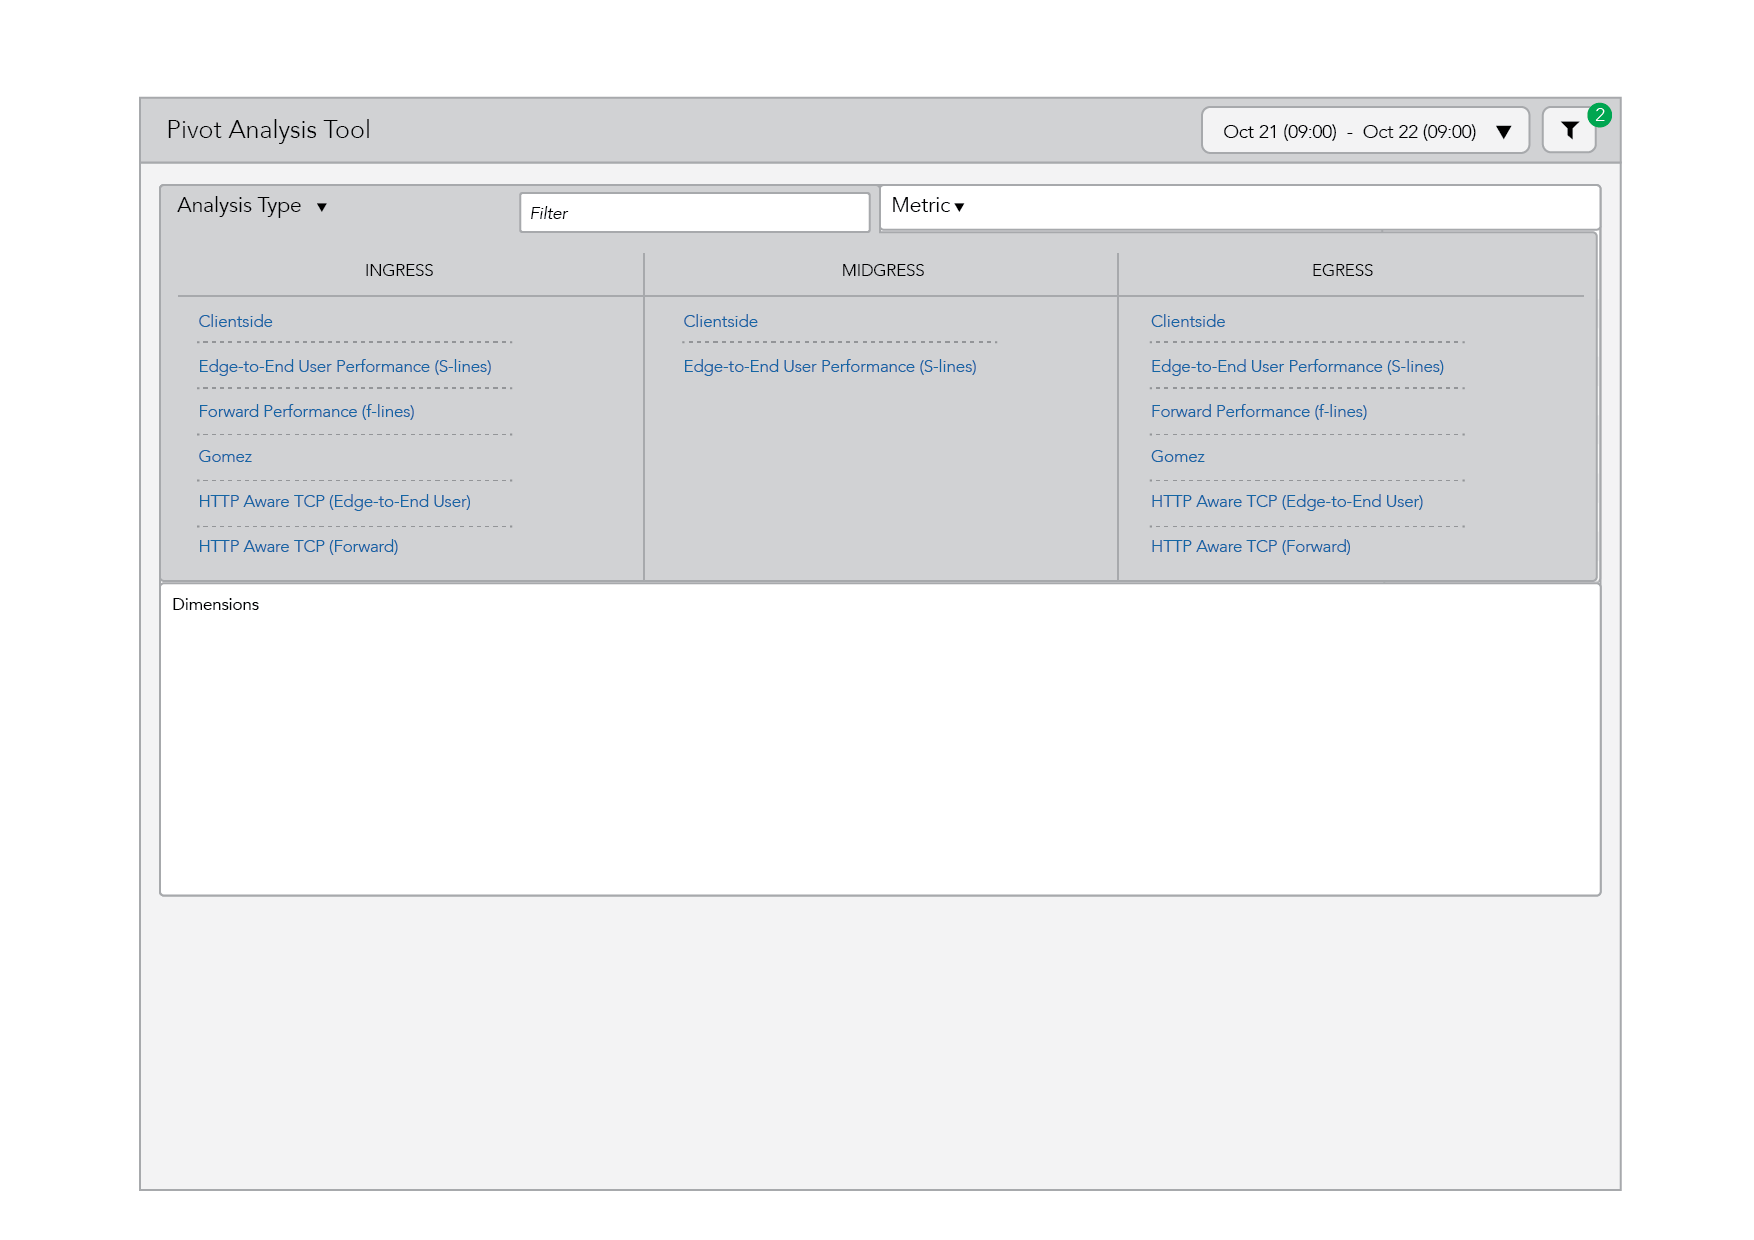 Pivot Analysis Tool
Oct 21 (09:00) - Oct 22 (09:00) ▼
2
Analysis Type ▼
Filter
Metric ▼
INGRESS
Clientside
Edge-to-End User Performance (S-lines)
Forward Performance (f-lines)
Gomez
HTTP Aware TCP (Edge-to-End User)
HTTP Aware TCP (Forward)
MIDGRESS
Clientside
Edge-to-End User Performance (S-lines)
EGRESS
Clientside
Edge-to-End User Performance (S-lines)
Forward Performance (f-lines)
Gomez
HTTP Aware TCP (Edge-to-End User)
HTTP Aware TCP (Forward)
Dimensions